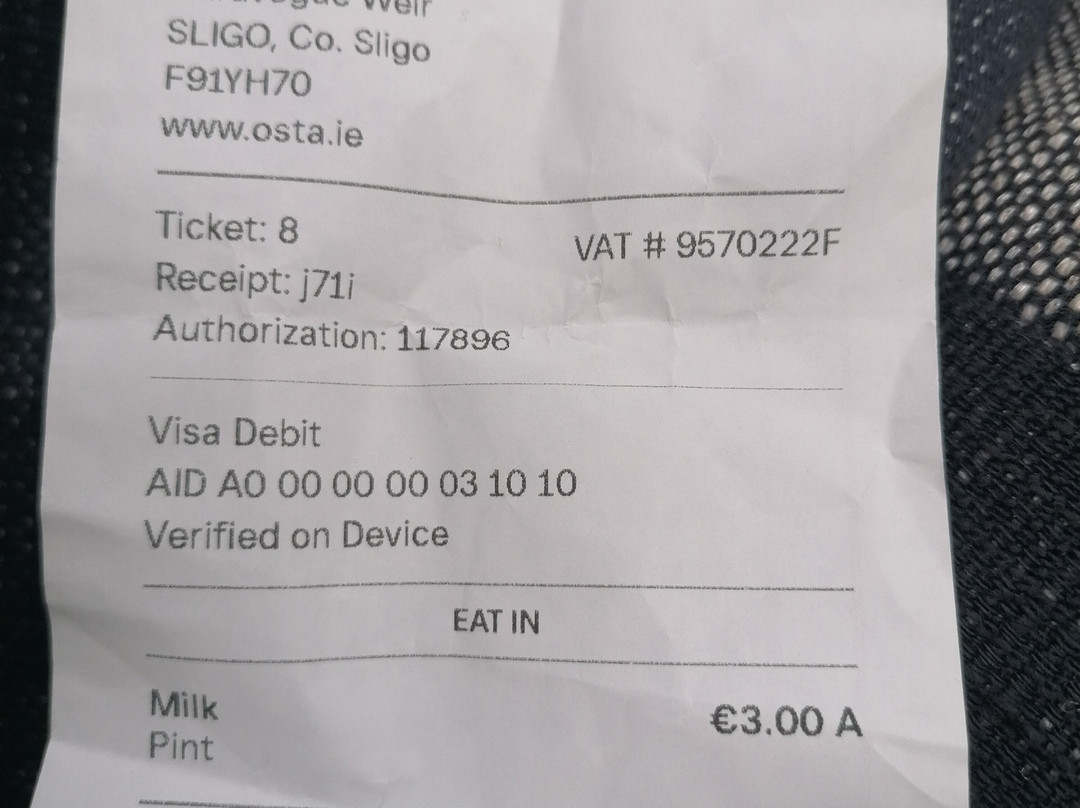 Weir
SLIGO, Co. Sligo
F91YH70
www.osta.ie
Ticket: 8
VAT # 9570222F
Receipt: j71i
Authorization: 117896
Visa Debit
AID A0 00 00 00 03 10 10
Verified on Device
EAT IN
Milk
€3.00 A
Pint